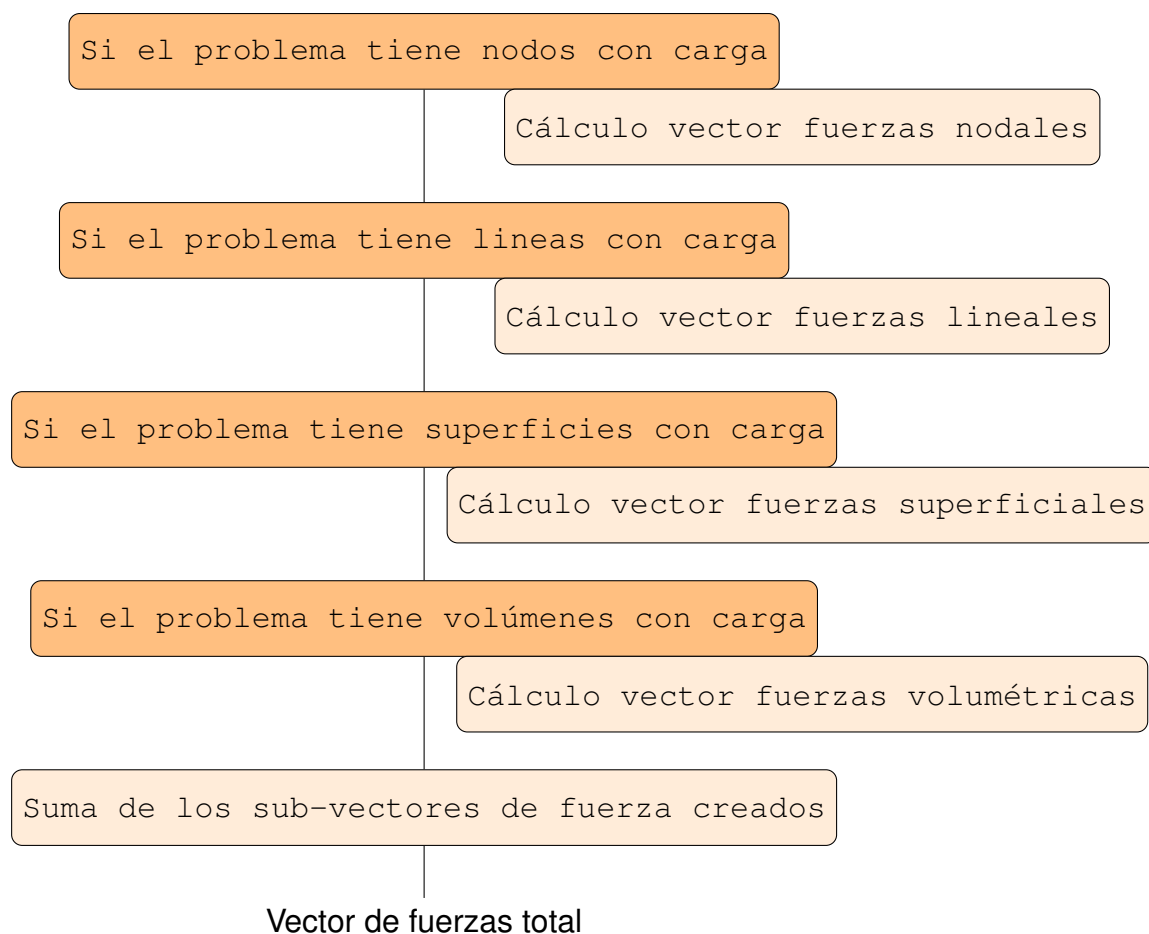 Si el problema tiene nodos con carga
Cálculo vector fuerzas nodales
Si el problema tiene lineas con carga
Cálculo vector fuerzas lineales
Si el problema tiene superficies con carga
Cálculo vector fuerzas superficiales
Si el problema tiene volúmenes con carga
Cálculo vector fuerzas volumétricas
Suma de los sub-vectores de fuerza creados
Vector de fuerzas total